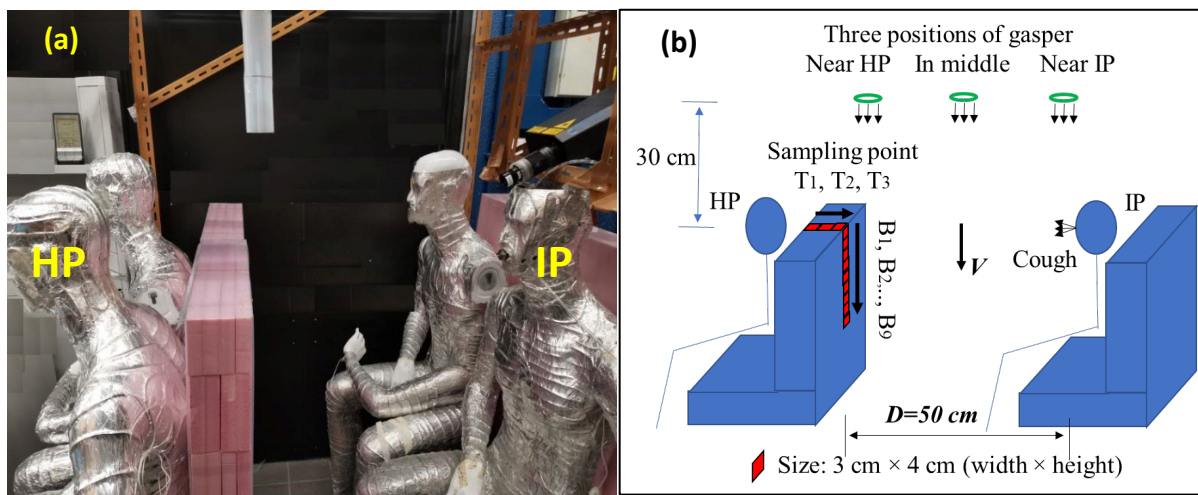 (a)
HP
IP
(b)
Three positions of gasper
Near HP In middle Near IP
30 cm
Sampling point
T1, T2, T3
HP
IP
B1, B2,.., B9
V
Cough
D=50 cm
Size: 3 cm × 4 cm (width × height)